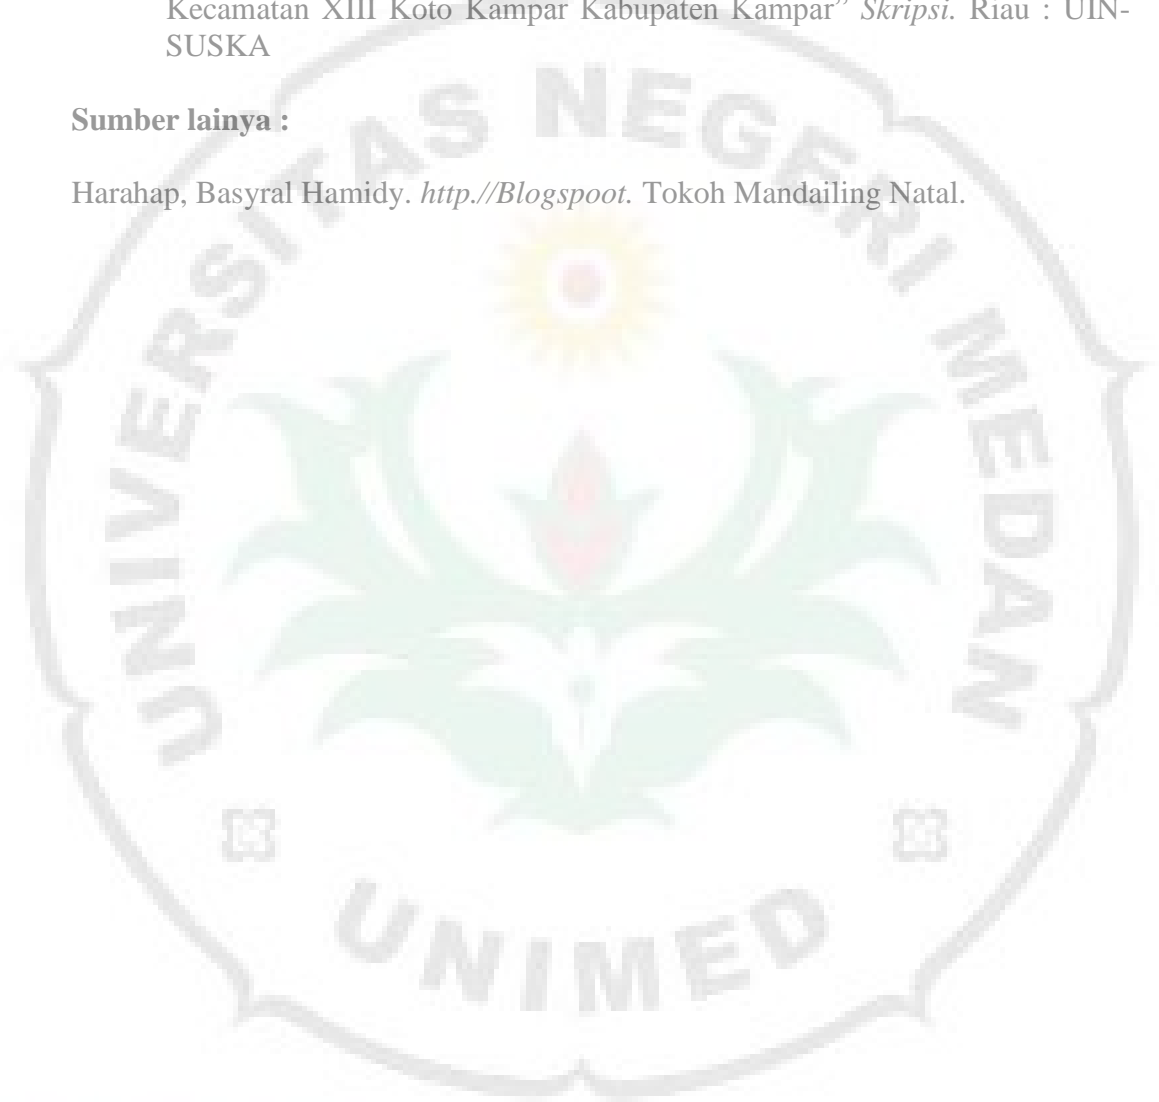 Kecamatan XIII Koto Kampar Kabupaten Kampar" Skripsi. Riau : UIN-
SUSKA
Sumber lainya :
Harahap, Basyral Hamidy. http.//Blogspoot. Tokoh Mandailing Natal.
UNIVERSITAS NEGERI MEDAN
UNIMED